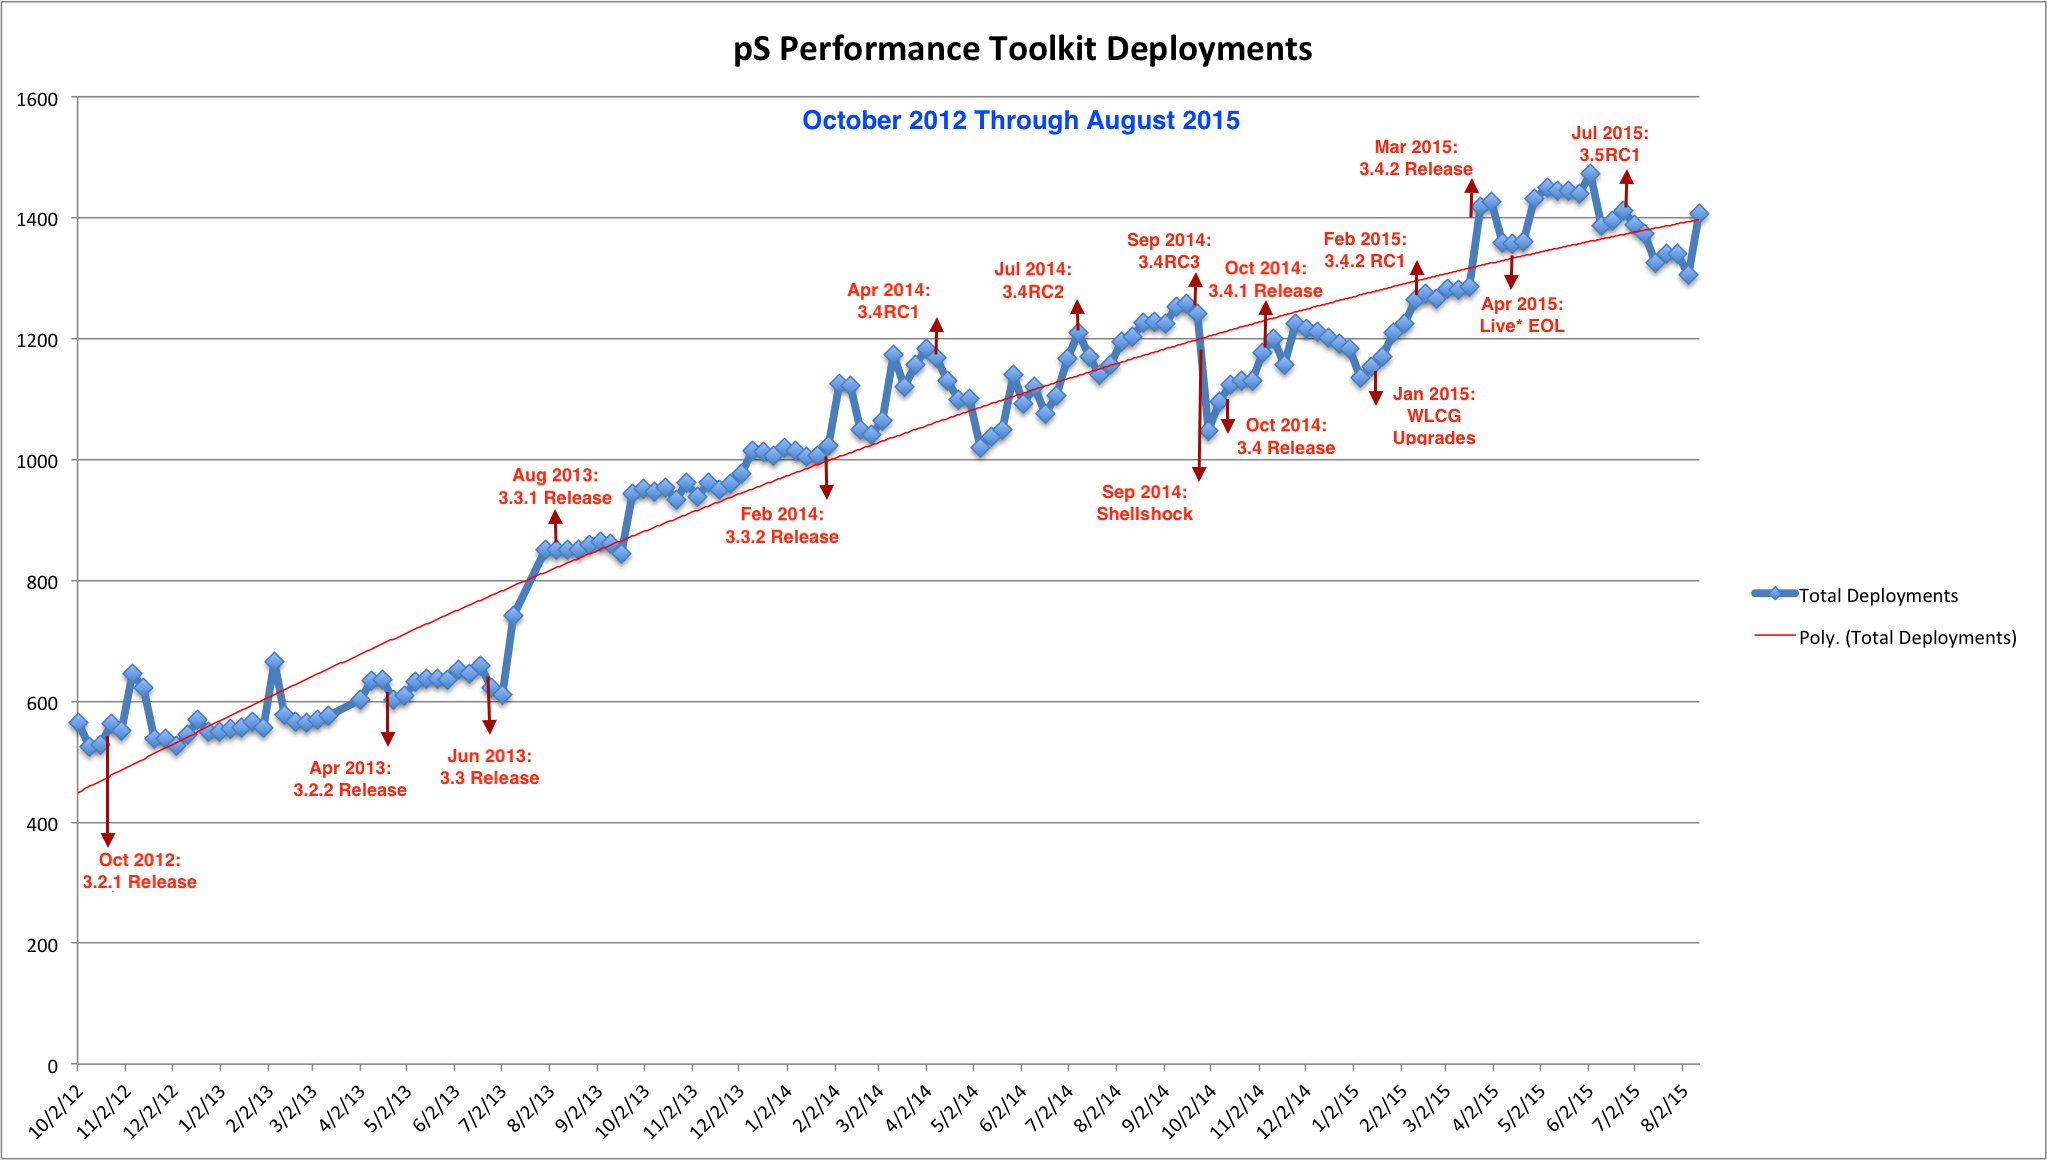 pS Performance Toolkit Deployments
October 2012 Through August 2015
1600
1400
1200
1000
800
600
400
200
0
Oct 2012:
3.2.1 Release
Apr 2013:
3.2.2 Release
Jun 2013:
3.3 Release
Aug 2013:
3.3.1 Release
Feb 2014:
3.3.2 Release
Apr 2014:
3.4RC1
Jul 2014:
3.4RC2
Sep 2014:
3.4RC3
Sep 2014:
Shellshock
Oct 2014:
3.4 Release
Oct 2014:
3.4.1 Release
Jan 2015:
WLCG
Upgrades
Feb 2015:
3.4.2 RC1
Mar 2015:
3.4.2 Release
Apr 2015:
Live* EOL
Jul 2015:
3.5RC1
Total Deployments
Poly. (Total Deployments)
10/2/12
11/2/12
12/2/12
1/2/13
2/2/13
3/2/13
4/2/13
5/2/13
6/2/13
7/2/13
8/2/13
9/2/13
10/2/13
11/2/13
12/2/13
1/2/14
2/2/14
3/2/14
4/2/14
5/2/14
6/2/14
7/2/14
8/2/14
9/2/14
10/2/14
11/2/14
12/2/14
1/2/15
2/2/15
3/2/15
4/2/15
5/2/15
6/2/15
7/2/15
8/2/15